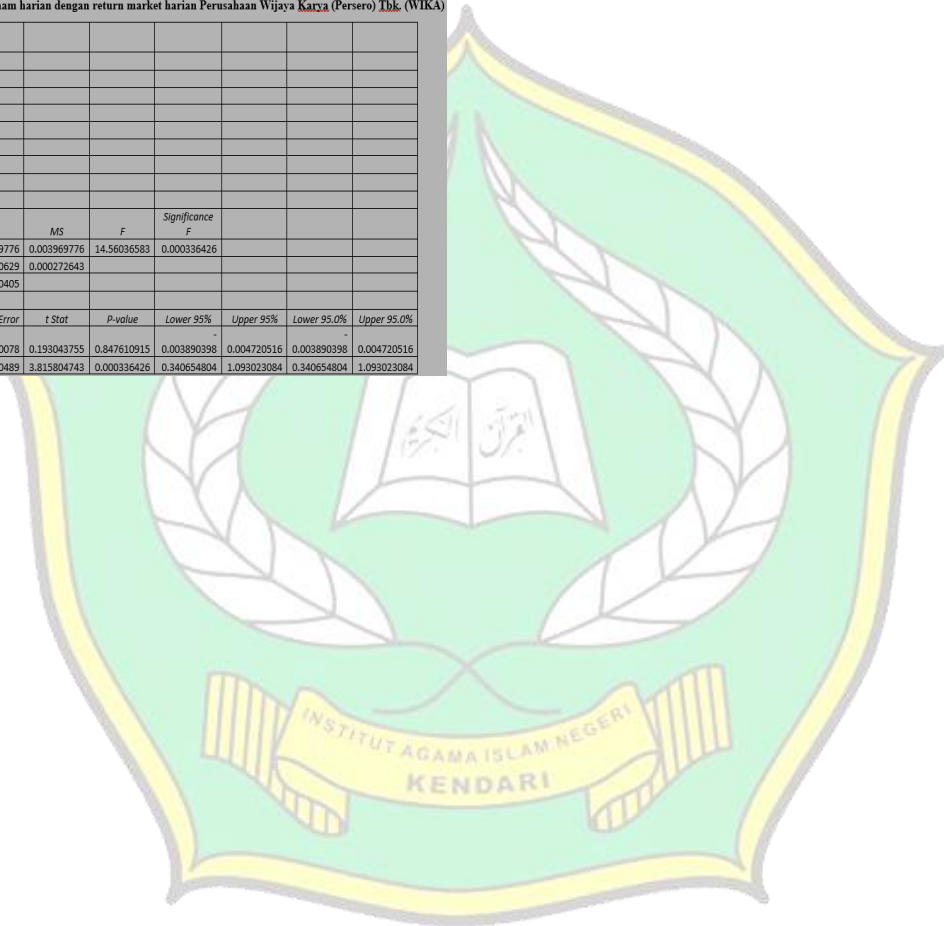 harian dengan return market harian Perusahaan Wijaya Karya (Persero) Tbk. (WIKA)
Significance
MS F F
9776 0.003969776 14.56036583 0.000336426
0629 0.000272643
0405
Error t Stat P-value Lower 95% Upper 95% Lower 95.0% Upper 95.0%
- -
0078 0.193043755 0.847610915 0.003890398 0.004720516 0.003890398 0.004720516
0489 3.815804743 0.000336426 0.340654804 1.093023084 0.340654804 1.093023084
القرآن الكريم
INSTITUT AGAMA ISLAM NEGERI
KENDARI